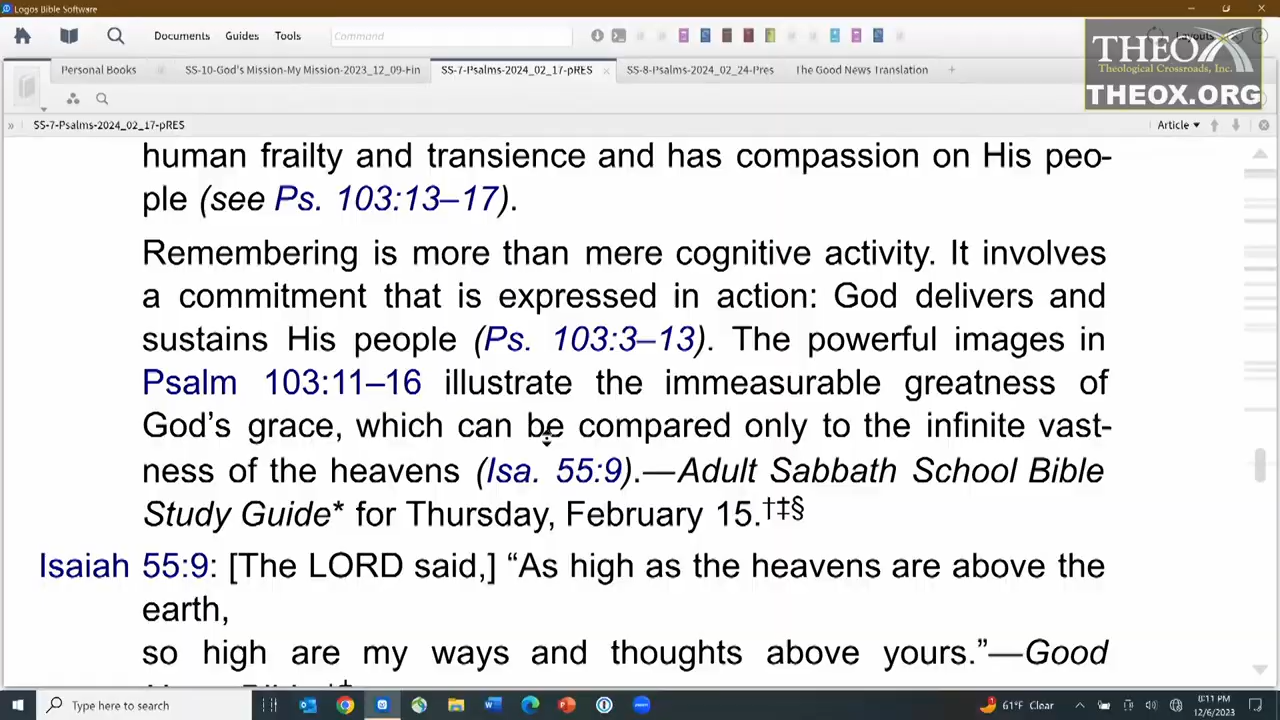 Logos Bible Software
Documents Guides Tools Command Layouts
THEOX
Theological Crossroads, Inc.
THEOX.ORG
Personal Books SS-10-God's Mission-My Mission-2023_12_09-Fin SS-7-Psalms-2024_02_17-pRES SS-8-Psalms-2024_02_24-Pres The Good News Translation
SS-7-Psalms-2024_02_17-pRES Article
human frailty and transience and has compassion on His peo-
ple (see Ps. 103:13–17).
Remembering is more than mere cognitive activity. It involves
a commitment that is expressed in action: God delivers and
sustains His people (Ps. 103:3–13). The powerful images in
Psalm 103:11–16 illustrate the immeasurable greatness of
God’s grace, which can be compared only to the infinite vast-
ness of the heavens (Isa. 55:9).—Adult Sabbath School Bible
Study Guide* for Thursday, February 15.†‡§
Isaiah 55:9: [The LORD said,] “As high as the heavens are above the
earth,
so high are my ways and thoughts above yours.”—Good
Type here to search 61°F Clear 8:11 PM
12/6/2023